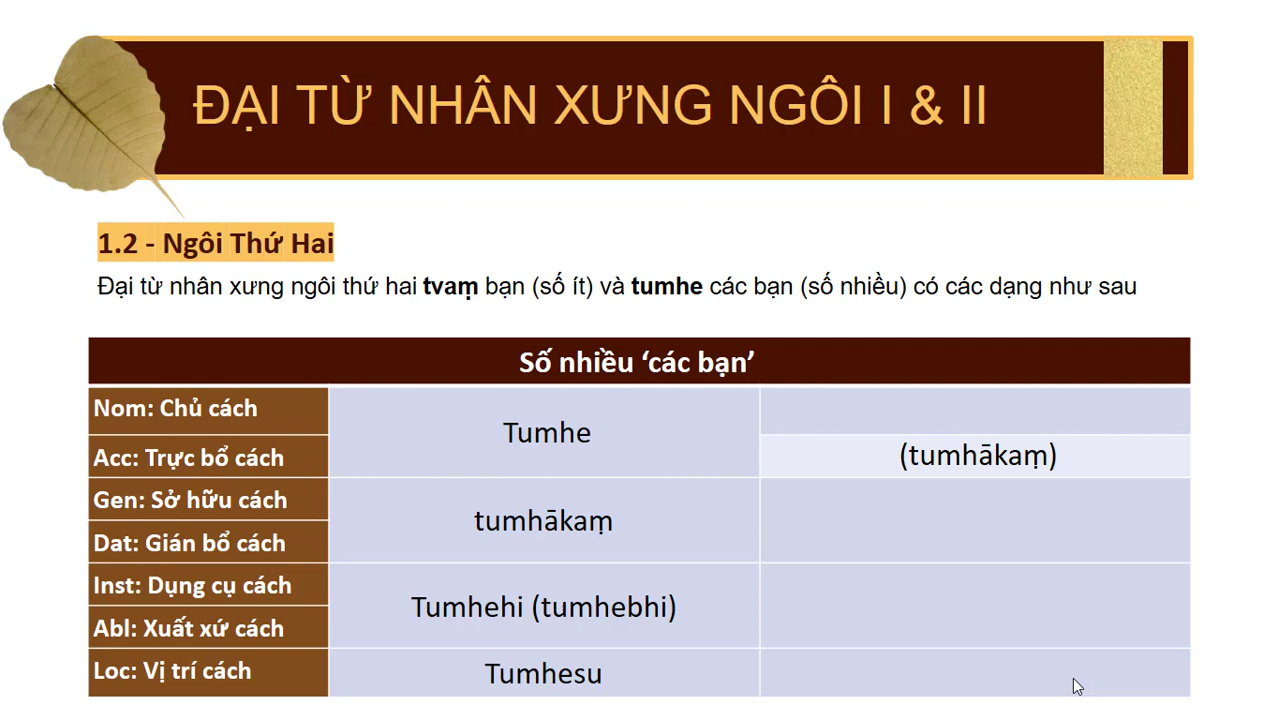 ĐẠI TỪ NHÂN XƯNG NGÔI I & II
1.2 - Ngôi Thứ Hai
Đại từ nhân xưng ngôi thứ hai tvaṃ bạn (số ít) và tumhe các bạn (số nhiều) có các dạng như sau
Số nhiều ‘các bạn’
Nom: Chủ cách
Tumhe
Acc: Trực bổ cách
(tumhākaṃ)
Gen: Sở hữu cách
tumhākaṃ
Dat: Gián bổ cách
Inst: Dụng cụ cách
Tumhehi (tumhebhi)
Abl: Xuất xứ cách
Loc: Vị trí cách
Tumhesu